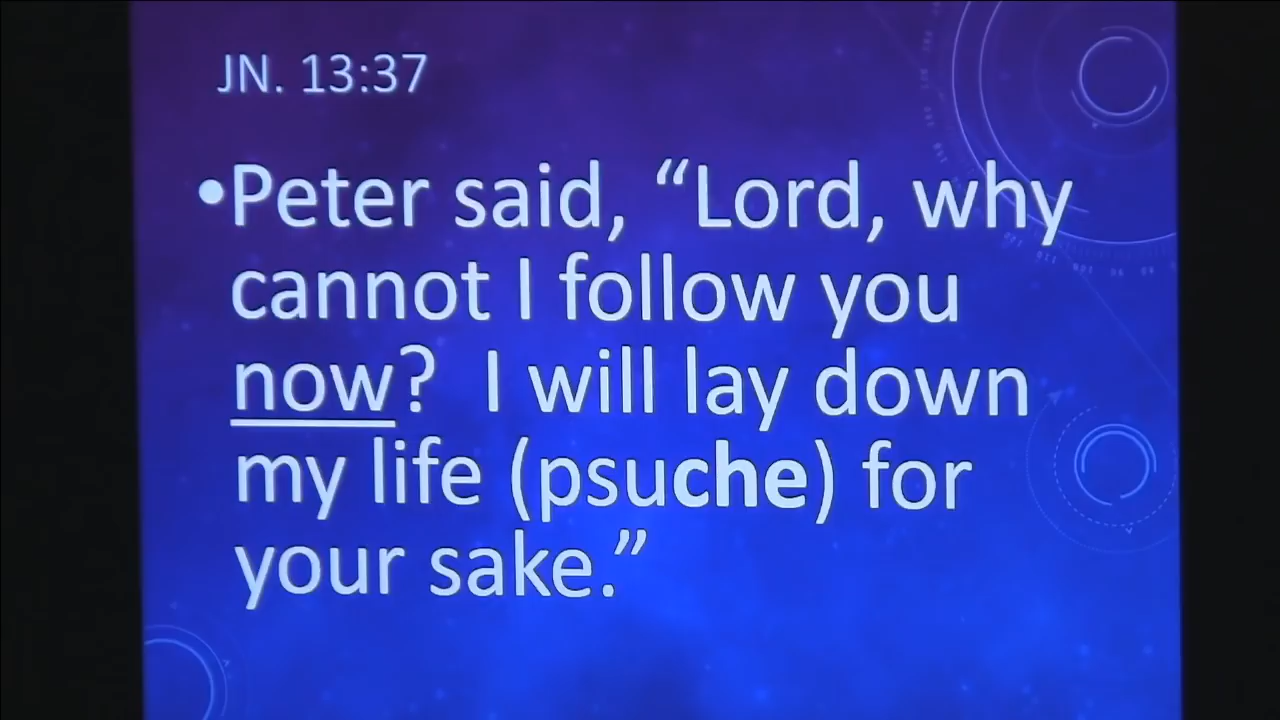 JN. 13:37
•Peter said, “Lord, why
cannot I follow you
now?  I will lay down
my life (psuche) for
your sake.”